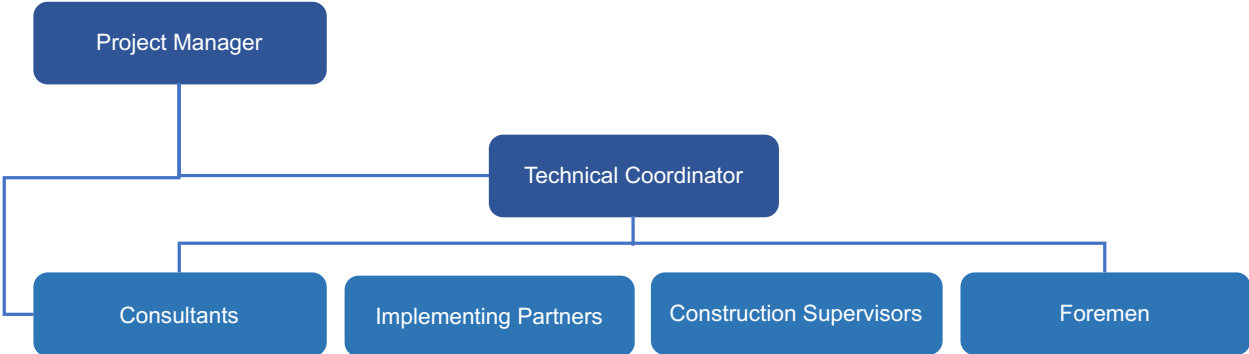 Project Manager
Technical Coordinator
Consultants
Implementing Partners
Construction Supervisors
Foremen